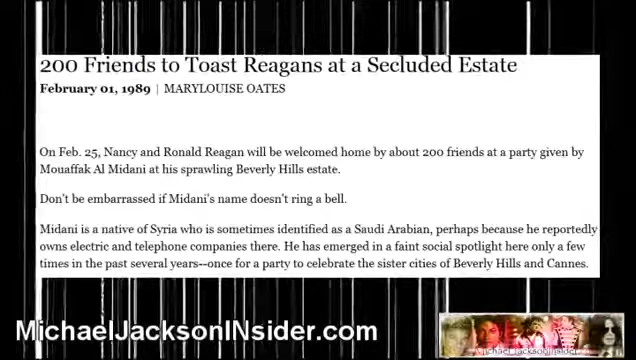 200 Friends to Toast Reagans at a Secluded Estate
February 01, 1989 | MARYLOUISE OATES
On Feb. 25, Nancy and Ronald Reagan will be welcomed home by about 200 friends at a party given by
Mouaffak Al Midani at his sprawling Beverly Hills estate.
Don't be embarrassed if Midani's name doesn't ring a bell.
Midani is a native of Syria who is sometimes identified as a Saudi Arabian, perhaps because he reportedly
owns electric and telephone companies there. He has emerged in a faint social spotlight here only a few
times in the past several years--once for a party to celebrate the sister cities of Beverly Hills and Cannes.
MichaelJacksonINsider.com
MichaelJacksonInsider